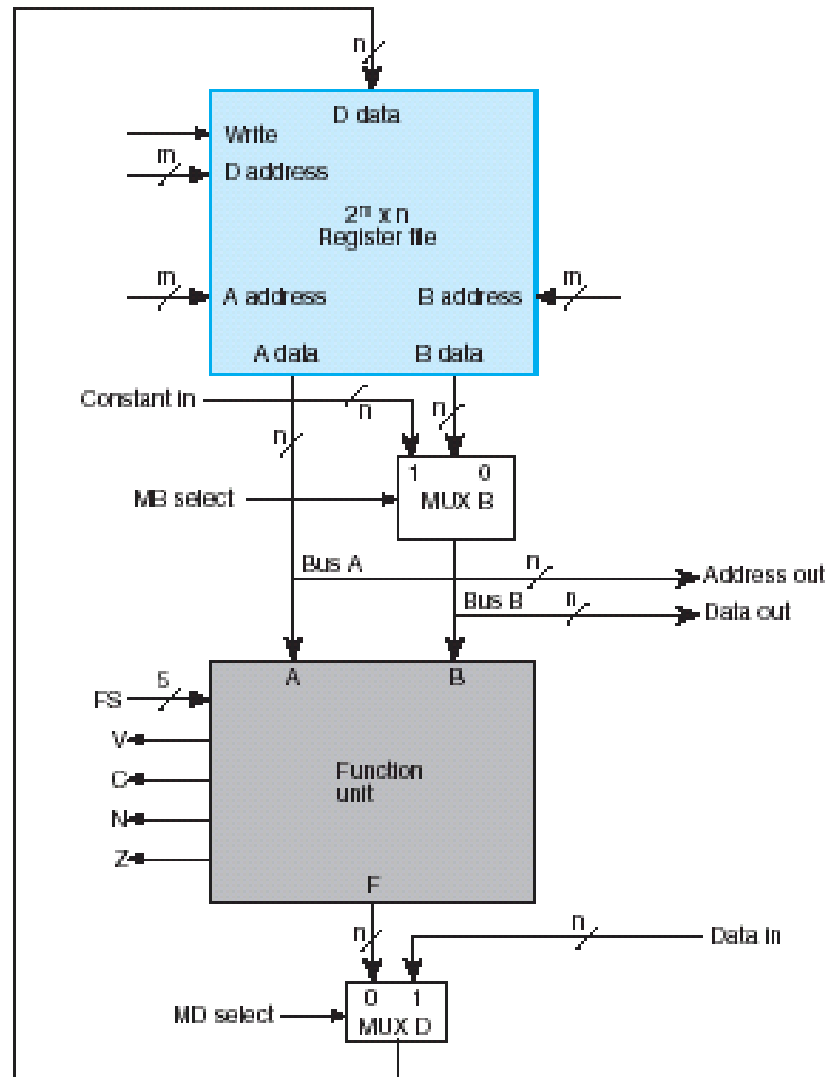 n
D data
Write
m
D address
2ᵐ x n
Register file
m
m
A address
B address
A data
B data
Constant in
n
n
n
1 0
MB select
MUX B
Bus A
n
Address out
Bus B
n
Data out
A
B
FS
5
V
C
N
Z
Function
unit
F
n
n
Data in
0 1
MD select
MUX D